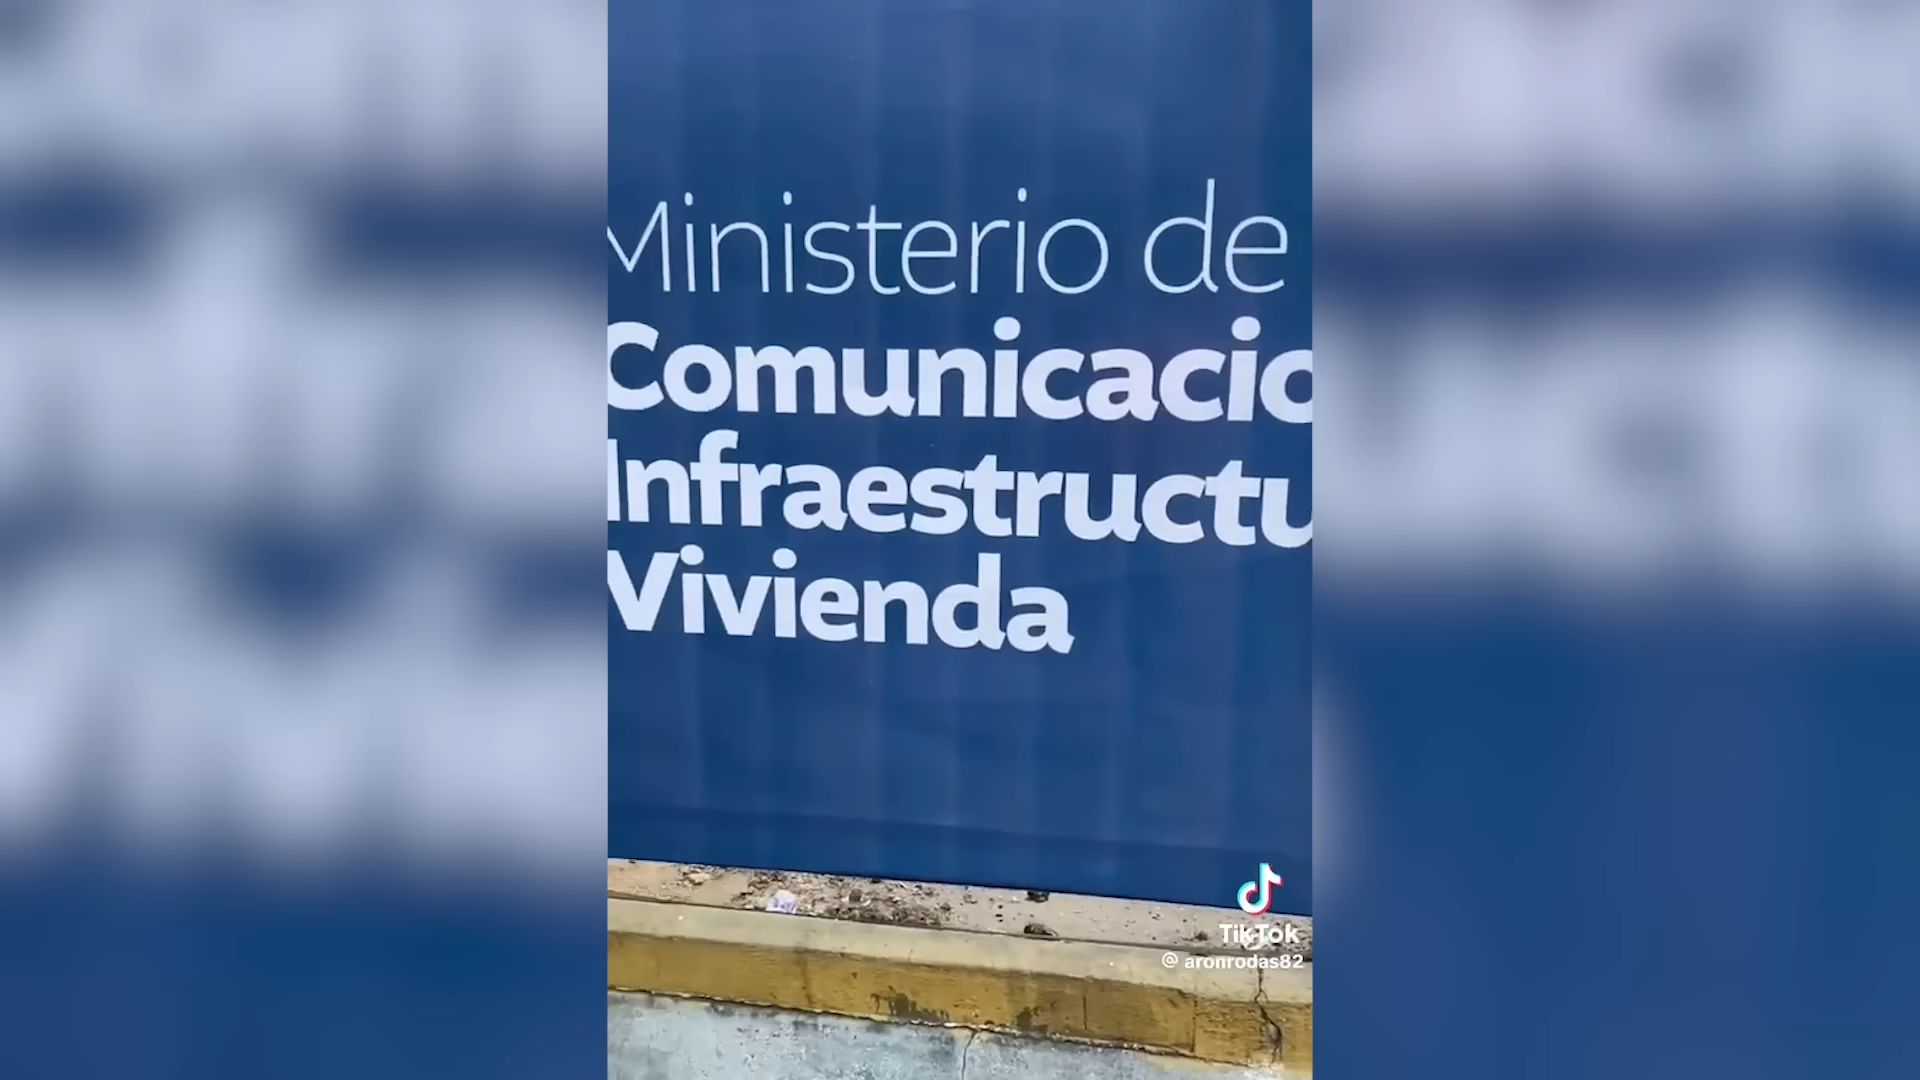 Ministerio de
Comunicacio
Infraestructu
Vivienda
TikTok
@ aronrodas82